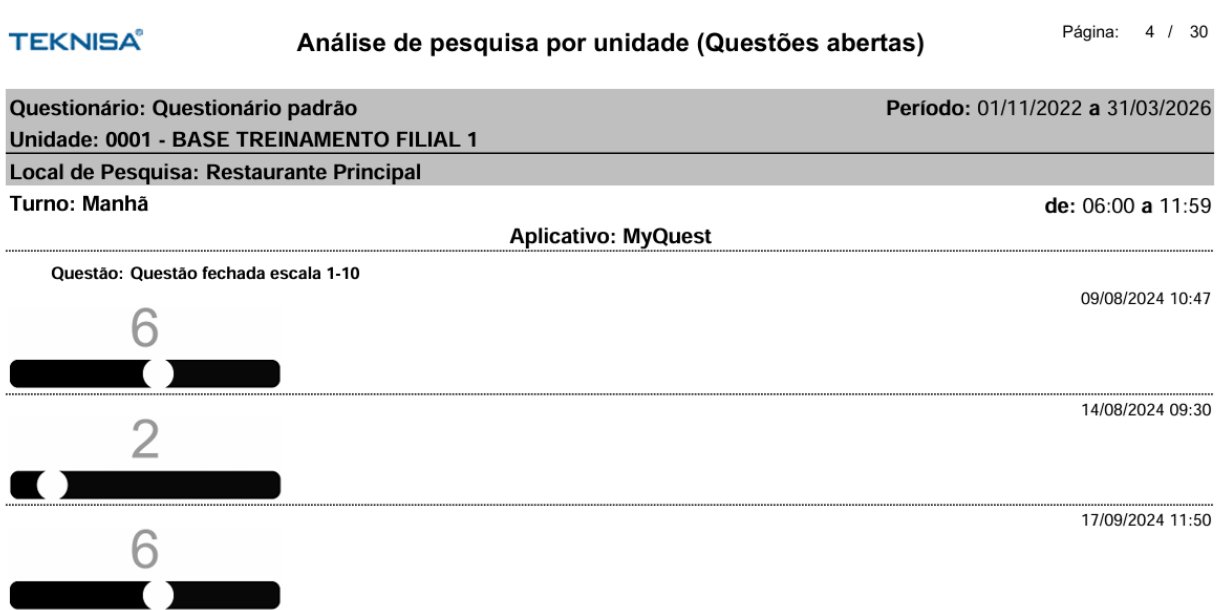 TEKNISA®
Análise de pesquisa por unidade (Questões abertas)
Página: 4 / 30
Questionário: Questionário padrão
Período: 01/11/2022 a 31/03/2026
Unidade: 0001 - BASE TREINAMENTO FILIAL 1
Local de Pesquisa: Restaurante Principal
Turno: Manhã
de: 06:00 a 11:59
Aplicativo: MyQuest
Questão: Questão fechada escala 1-10
09/08/2024 10:47
6
14/08/2024 09:30
2
17/09/2024 11:50
6